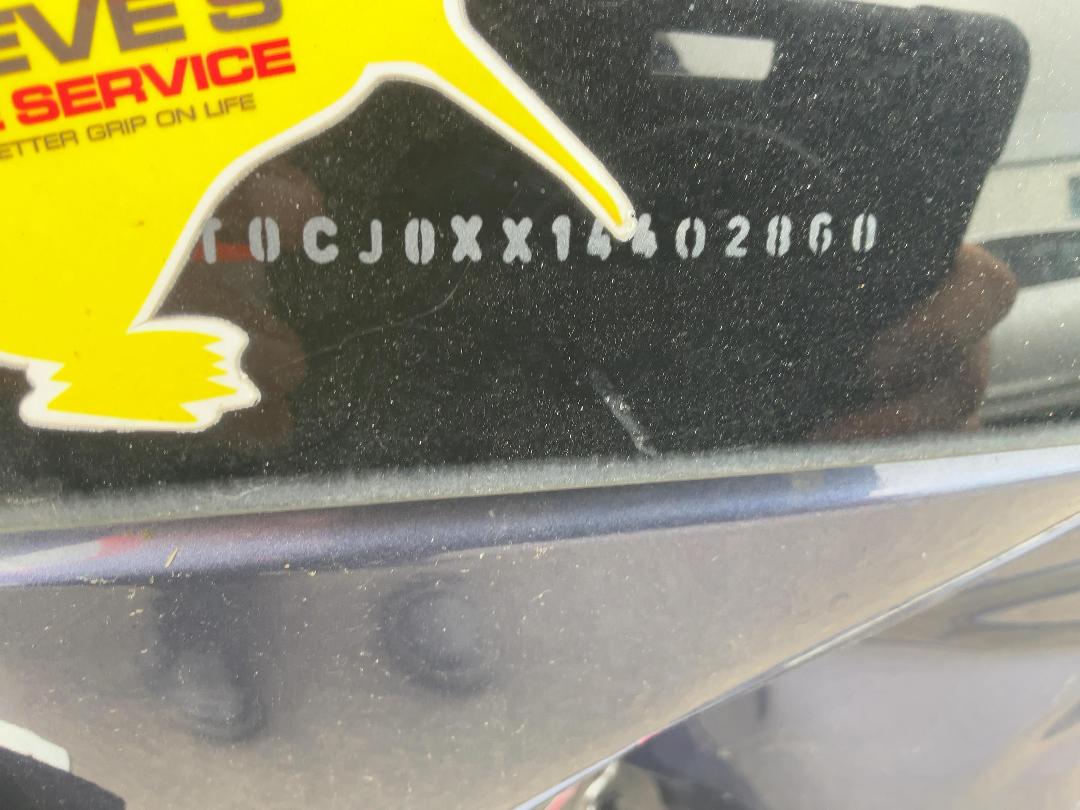 EVE'S
SERVICE
ETTER GRIP ON LIFE
T0CJ0XX14402860